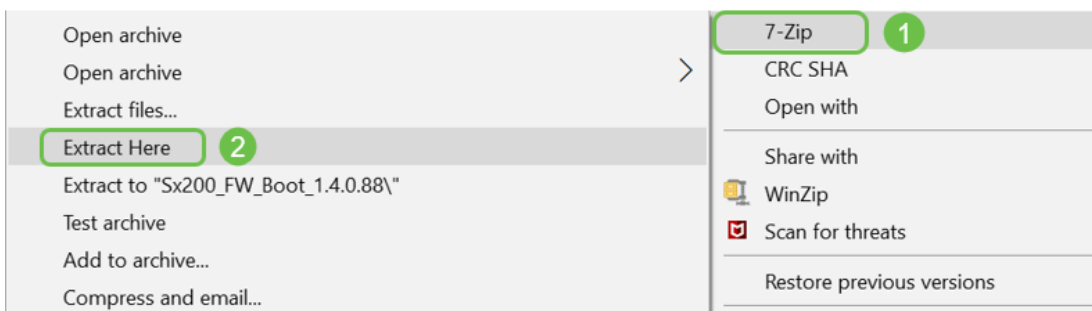 Open archive
Open archive
Extract files...
Extract Here 2
Extract to "Sx200_FW_Boot_1.4.0.88\"
Test archive
Add to archive...
Compress and email...
7-Zip 1
CRC SHA
Open with
Share with
WinZip
Scan for threats
Restore previous versions